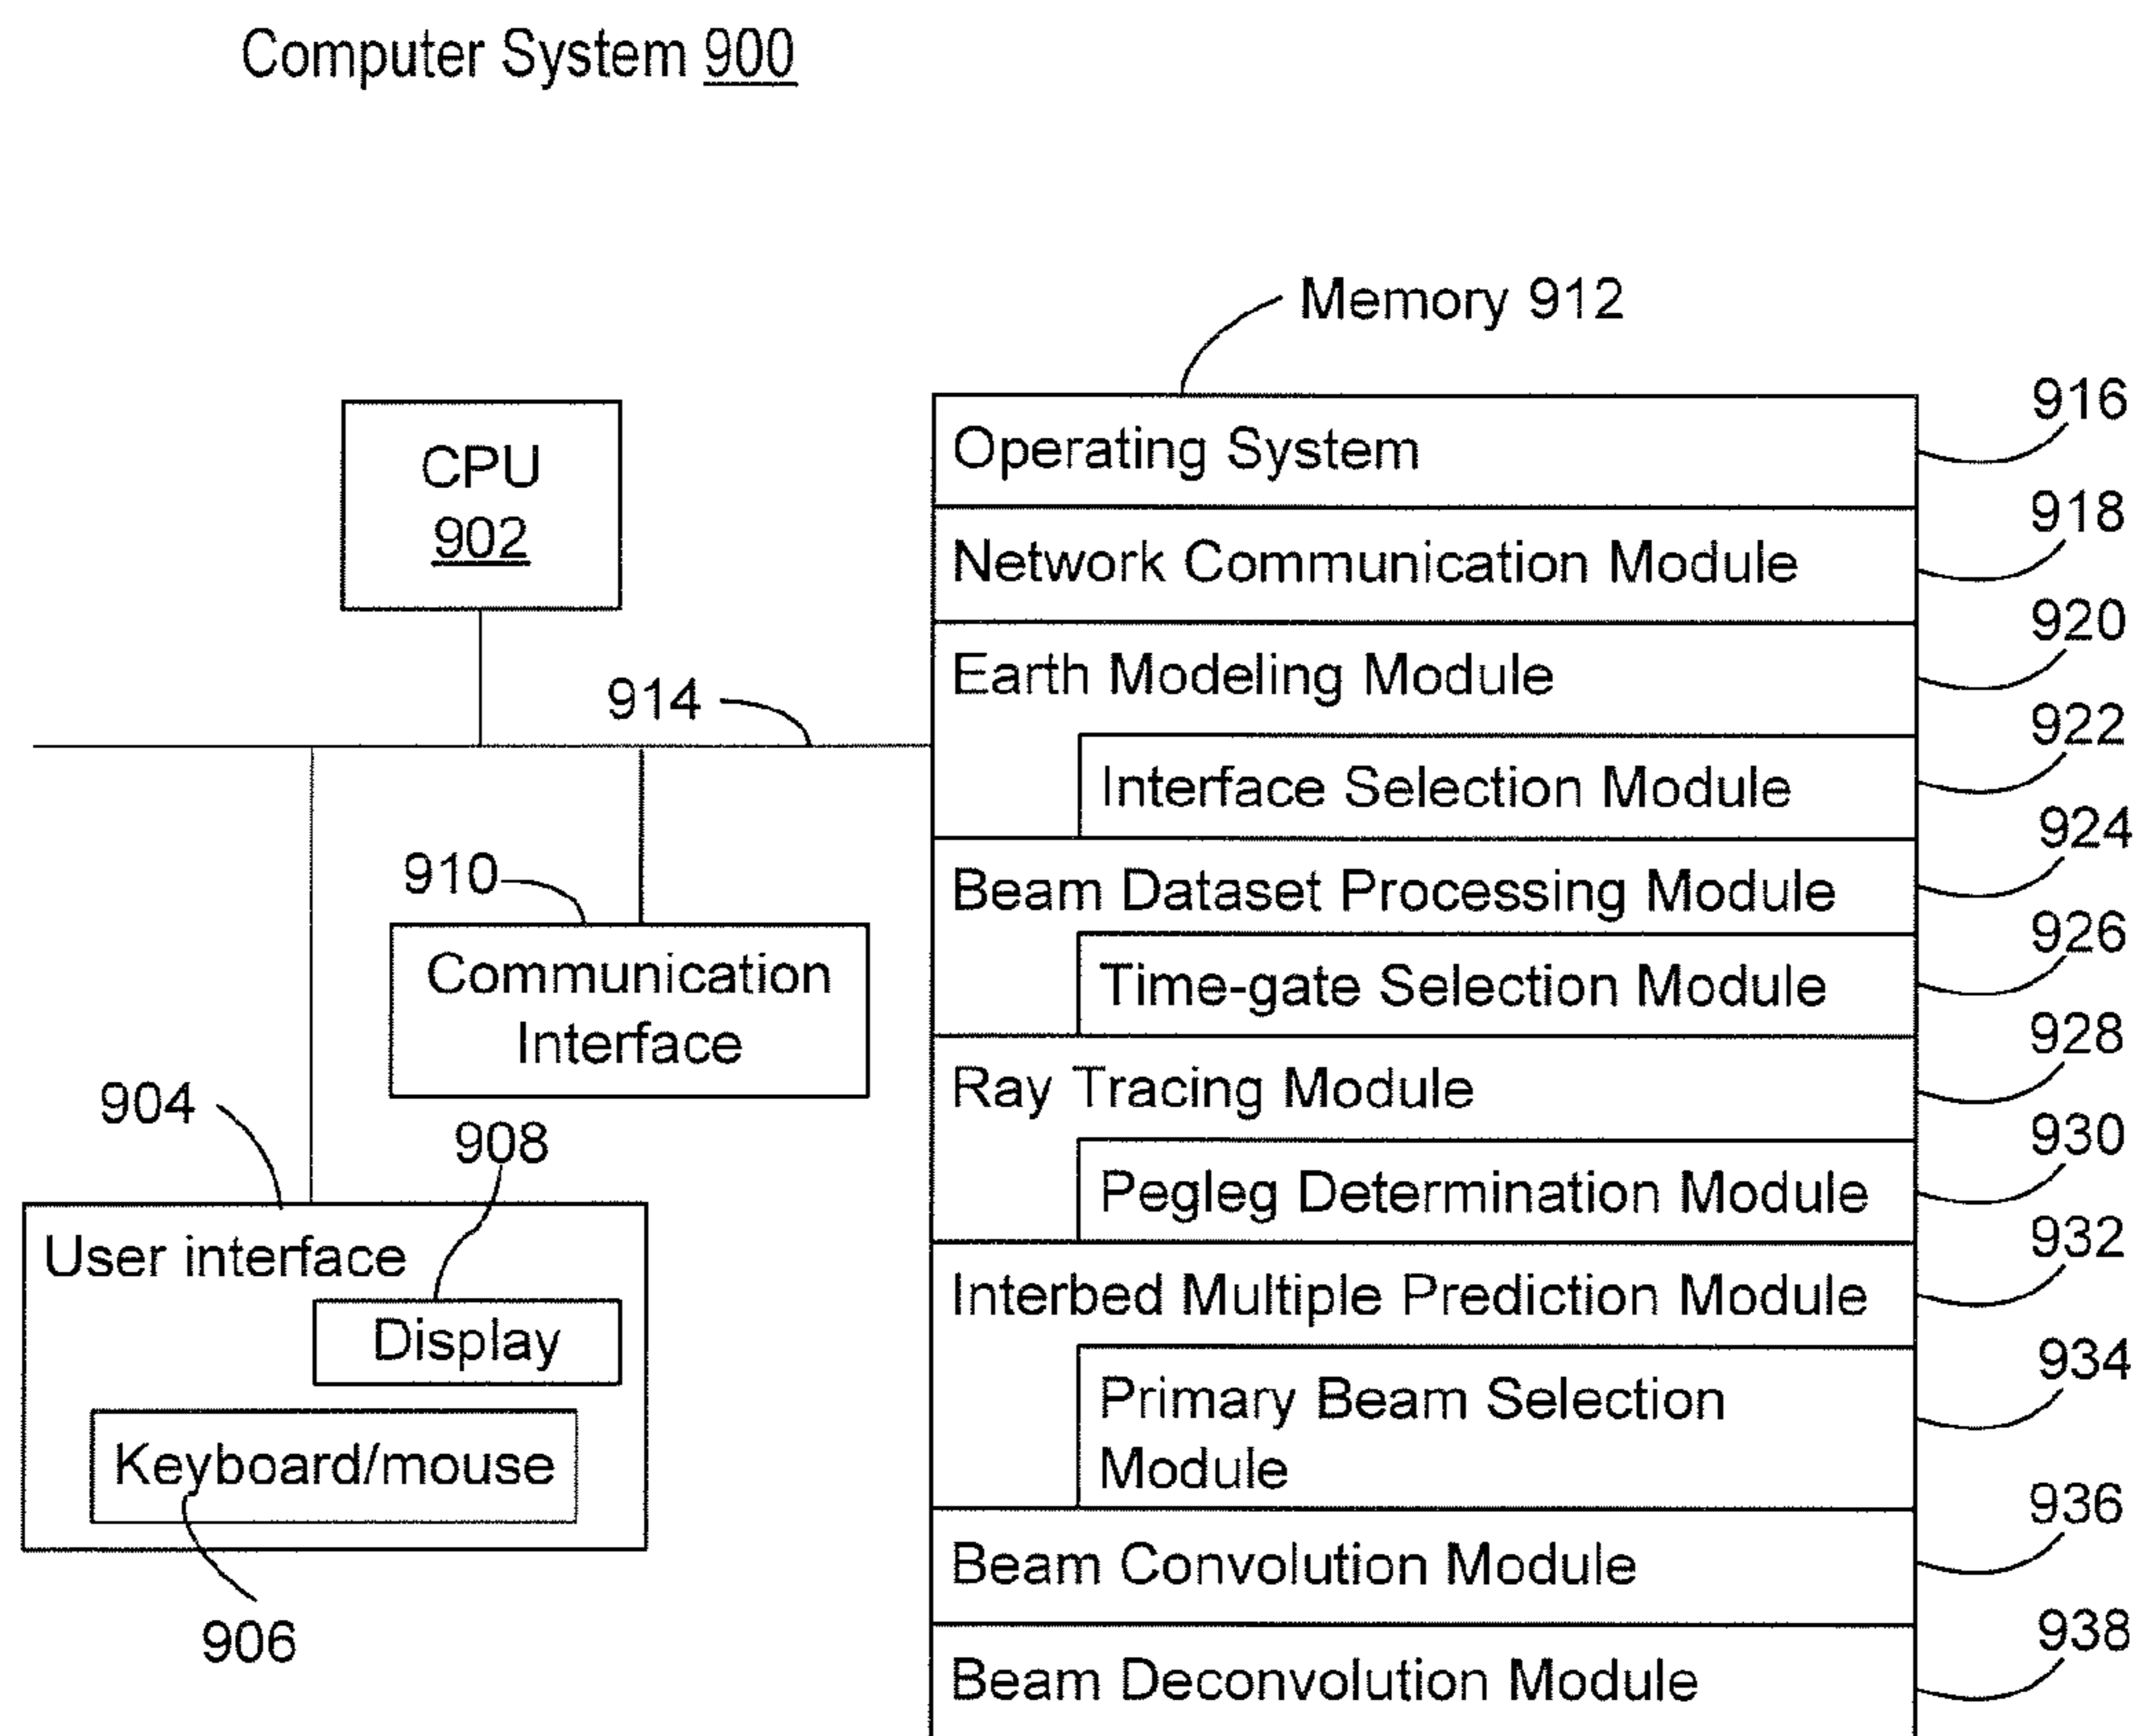 Computer System 900
Memory 912
CPU
902
914
910
Communication
Interface
904
908
User interface
Display
Keyboard/mouse
906
Operating System
916
Network Communication Module
918
Earth Modeling Module
920
Interface Selection Module
922
Beam Dataset Processing Module
924
Time-gate Selection Module
926
Ray Tracing Module
928
Pegleg Determination Module
930
Interbed Multiple Prediction Module
932
Primary Beam Selection
Module
934
Beam Convolution Module
936
Beam Deconvolution Module
938